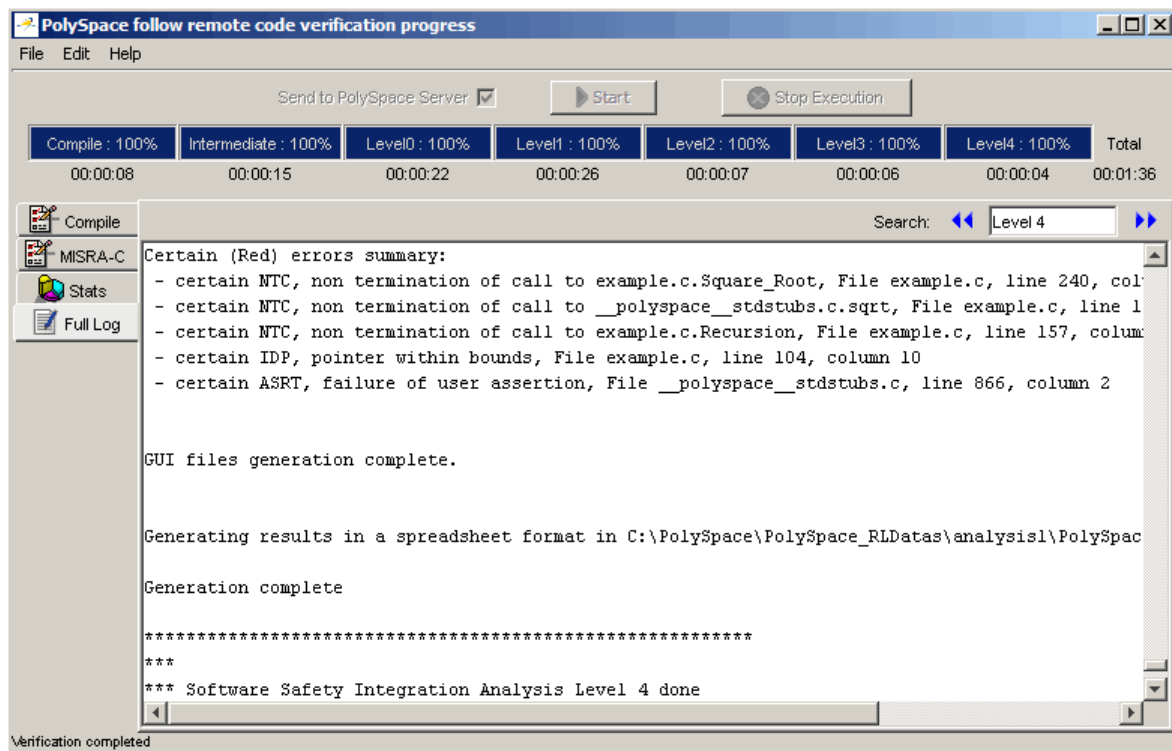 PolySpace follow remote code verification progress
File Edit Help
Send to PolySpace Server Start Stop Execution
Compile : 100% Intermediate : 100% Level0 : 100% Level1 : 100% Level2 : 100% Level3 : 100% Level4 : 100% Total
00:00:08 00:00:15 00:00:22 00:00:26 00:00:07 00:00:06 00:00:04 00:01:36
Compile
MISRA-C
Stats
Full Log
Search: Level 4
Certain (Red) errors summary:
- certain NTC, non termination of call to example.c.Square_Root, File example.c, line 240, col
- certain NTC, non termination of call to __polyspace__stdstubs.c.sqrt, File example.c, line 1
- certain NTC, non termination of call to example.c.Recursion, File example.c, line 157, colum
- certain IDP, pointer within bounds, File example.c, line 104, column 10
- certain ASRT, failure of user assertion, File __polyspace__stdstubs.c, line 866, column 2
GUI files generation complete.
Generating results in a spreadsheet format in C:\PolySpace\PolySpace_RLDatas\analysis1\PolySpac
Generation complete
**********************************************************
***
*** Software Safety Integration Analysis Level 4 done
Verification completed